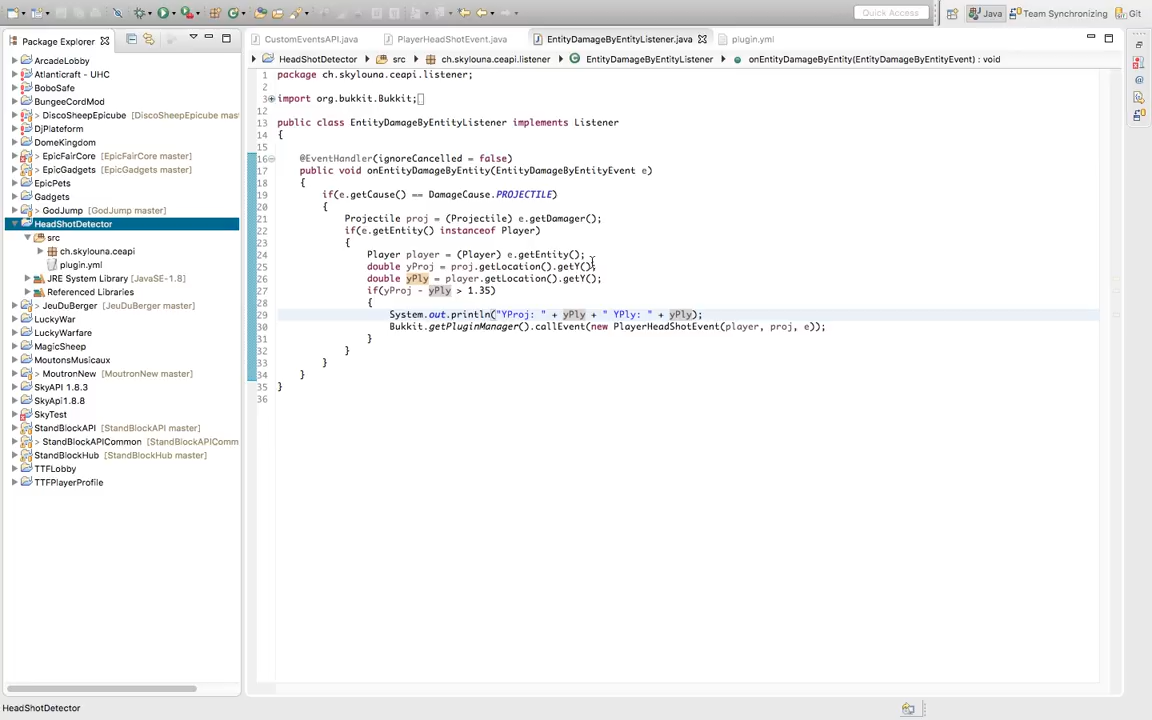 Quick Access
Java
Team Synchronizing
Git
Package Explorer
CustomEventsAPI.java
PlayerHeadShotEvent.java
EntityDamageByEntityListener.java
plugin.yml
HeadShotDetector
src
ch.skylouna.ceapi.listener
EntityDamageByEntityListener
onEntityDamageByEntity(EntityDamageByEntityEvent) : void
ArcadeLobby
Atlanticraft - UHC
BoboSafe
BungeeCordMod
> DiscoSheepEpicube [DiscoSheepEpicube mast
DjPlateform
DomeKingdom
> EpicFairCore [EpicFairCore master]
> EpicGadgets [EpicGadgets master]
EpicPets
Gadgets
> GodJump [GodJump master]
HeadShotDetector
src
ch.skylouna.ceapi
plugin.yml
JRE System Library [JavaSE-1.8]
Referenced Libraries
> JeuDuBerger [JeuDuBerger master]
LuckyWar
LuckyWarfare
MagicSheep
MoutonsMusicaux
> MoutronNew [MoutronNew master]
SkyAPI 1.8.3
SkyApi1.8.8
SkyTest
StandBlockAPI [StandBlockAPI master]
> StandBlockAPICommon [StandBlockAPIComm
StandBlockHub [StandBlockHub master]
TTFLobby
TTFPlayerProfile
1 package ch.skylouna.ceapi.listener;
2
3 import org.bukkit.Bukkit;
12
13 public class EntityDamageByEntityListener implements Listener
14 {
15
16 @EventHandler(ignoreCancelled = false)
17 public void onEntityDamageByEntity(EntityDamageByEntityEvent e)
18 {
19 if(e.getCause() == DamageCause.PROJECTILE)
20 {
21 Projectile proj = (Projectile) e.getDamager();
22 if(e.getEntity() instanceof Player)
23 {
24 Player player = (Player) e.getEntity();
25 double yProj = proj.getLocation().getY();
26 double yPly = player.getLocation().getY();
27 if(yProj - yPly > 1.35)
28 {
29 System.out.println("YProj: " + yPly + " YPly: " + yPly);
30 Bukkit.getPluginManager().callEvent(new PlayerHeadShotEvent(player, proj, e));
31 }
32 }
33 }
34 }
35 }
36
HeadShotDetector